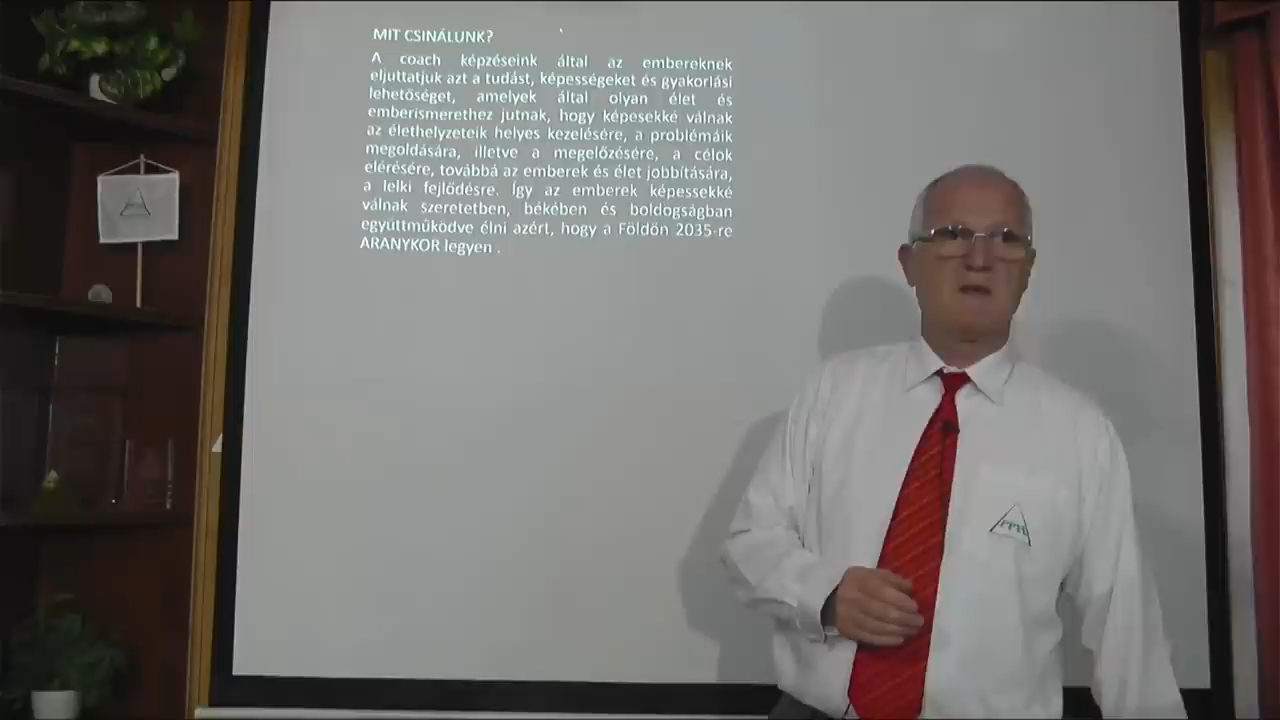 MIT CSINÁLUNK?
A coach képzéseink által az embereknek
eljuttatjuk azt a tudást, képességeket és gyakorlási
lehetőséget, amelyek által olyan élet és
emberismerethez jutnak, hogy képesekké válnak
az élethelyzeteik helyes kezelésére, a problémáik
megoldására, illetve a megelőzésére, a célok
elérésére, továbbá az emberek és élet jobbítására,
a lelki fejlődésre. Így az emberek képessekké
válnak szeretetben, békében és boldogságban
együttműködve élni azért, hogy a Földön 2035-re
ARANYKOR legyen .